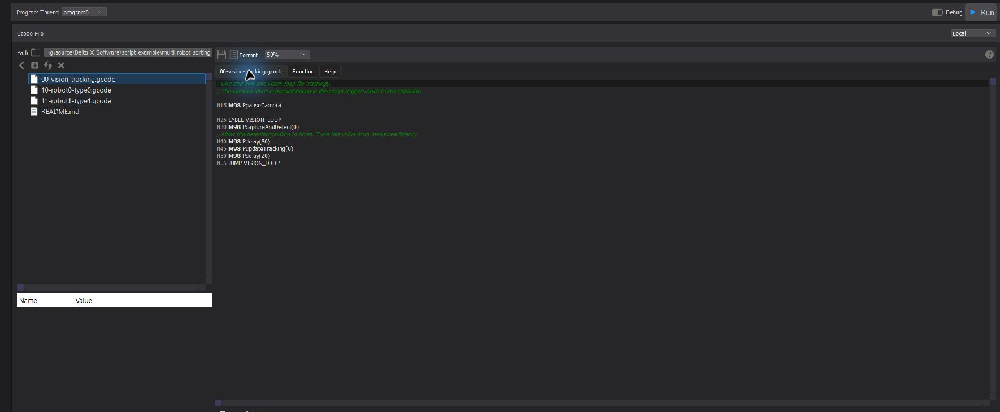 Program Thread program0
Debug Run
Gcode File
Local
Path \g\source\Delta X Software\script-example\multi-robot-sorting
Format 50%
00-vision-tracking.gcode
10-robot0-type0.gcode
11-robot1-type1.gcode
README.md
Name Value
00-vision-tracking.gcode Function Help
; One and only one vision loop for tracking0.
; The camera timer is paused because this script triggers each frame explicitly.
N15 M98 PpauseCamera
N25 LABEL VISION_LOOP
N30 M98 PcaptureAndDetect(0)
; Allow the detector/pipeline to finish. Tune this value from measured latency.
N40 M98 Pdelay(80)
N45 M98 PupdateTracking(0)
N50 M98 Pdelay(20)
N55 JUMP VISION_LOOP